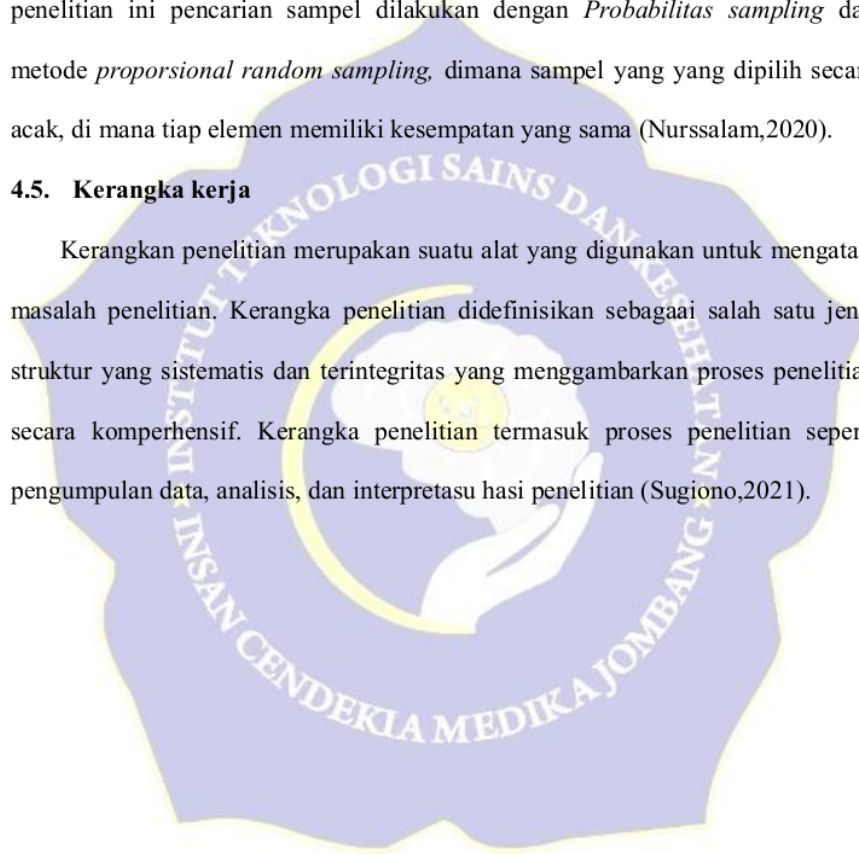 penelitian ini pencarian sampel dilakukan dengan Probabilitas sampling da
metode proporsional random sampling, dimana sampel yang yang dipilih secar
acak, di mana tiap elemen memiliki kesempatan yang sama (Nurssalam,2020).
4.5. Kerangka kerja
Kerangkan penelitian merupakan suatu alat yang digunakan untuk mengata
masalah penelitian. Kerangka penelitian didefinisikan sebagaai salah satu jen
struktur yang sistematis dan terintegritas yang menggambarkan proses penelitia
secara komperhensif. Kerangka penelitian termasuk proses penelitian seper
pengumpulan data, analisis, dan interpretasu hasi penelitian (Sugiono,2021).
INSTITUT TEKNOLOGI SAINS DAN KESEHATAN
INSAN CENDEKIA MEDIKA JOMBANG